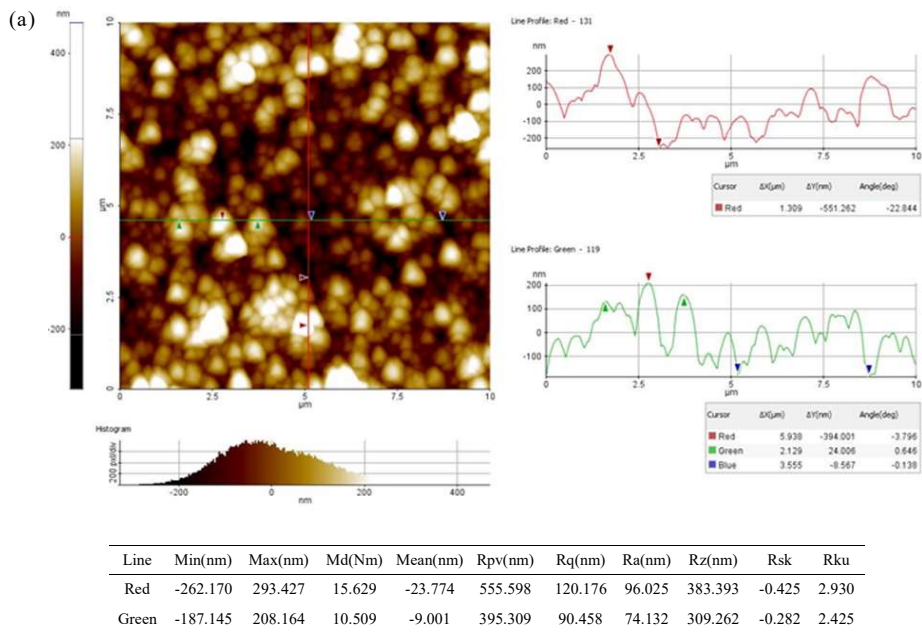 (a)
nm
400
200
0
-200
10
7.5
µm
2.5
0
0
2.5
µm
7.5
10
Histogram
200 pxl/div
-200
0
200
400
nm
Line Profile: Red - 131
nm
200
100
0
-100
-200
0
2.5
5
7.5
10
µm
Cursor ΔX(µm) ΔY(nm) Angle(deg)
Red 1.309 -551.262 -22.844
Line Profile: Green - 119
nm
200
100
0
-100
0
2.5
5
7.5
10
µm
Cursor ΔX(µm) ΔY(nm) Angle(deg)
Red 5.938 -394.001 -3.796
Green 2.129 24.006 0.646
Blue 3.555 -8.567 -0.138
Line Min(nm) Max(nm) Md(Nm) Mean(nm) Rpv(nm) Rq(nm) Ra(nm) Rz(nm) Rsk Rku
Red -262.170 293.427 15.629 -23.774 555.598 120.176 96.025 383.393 -0.425 2.930
Green -187.145 208.164 10.509 -9.001 395.309 90.458 74.132 309.262 -0.282 2.425